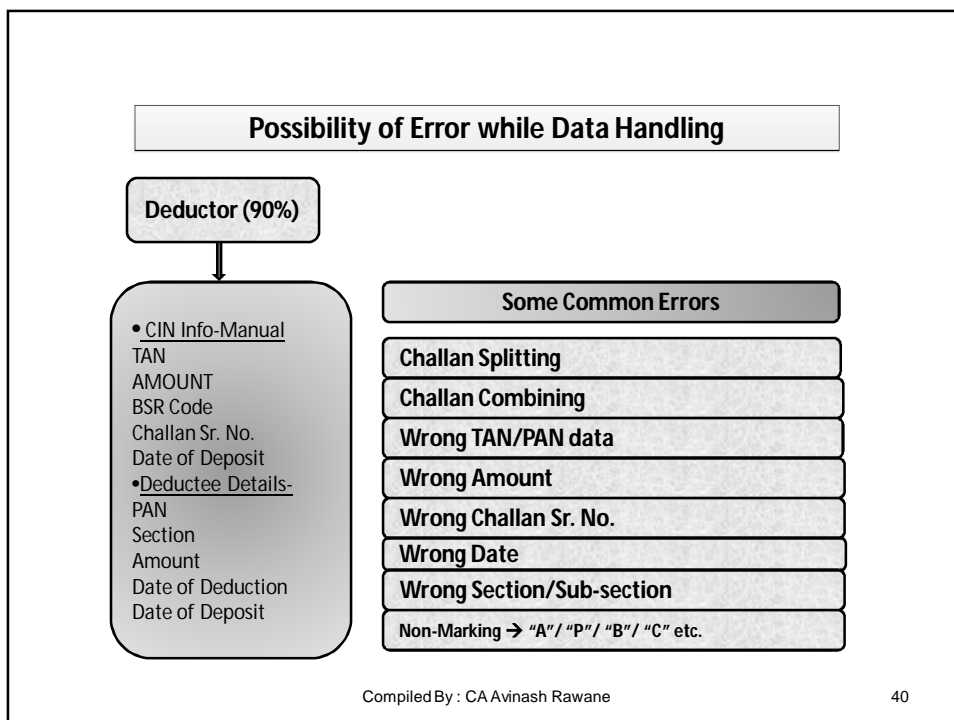 Possibility of Error while Data Handling
Deductor (90%)
• CIN Info-Manual
TAN
AMOUNT
BSR Code
Challan Sr. No.
Date of Deposit
•Deductee Details-
PAN
Section
Amount
Date of Deduction
Date of Deposit
Some Common Errors
Challan Splitting
Challan Combining
Wrong TAN/PAN data
Wrong Amount
Wrong Challan Sr. No.
Wrong Date
Wrong Section/Sub-section
Non-Marking → “A”/ “P”/ “B”/ “C” etc.
Compiled By : CA Avinash Rawane
40